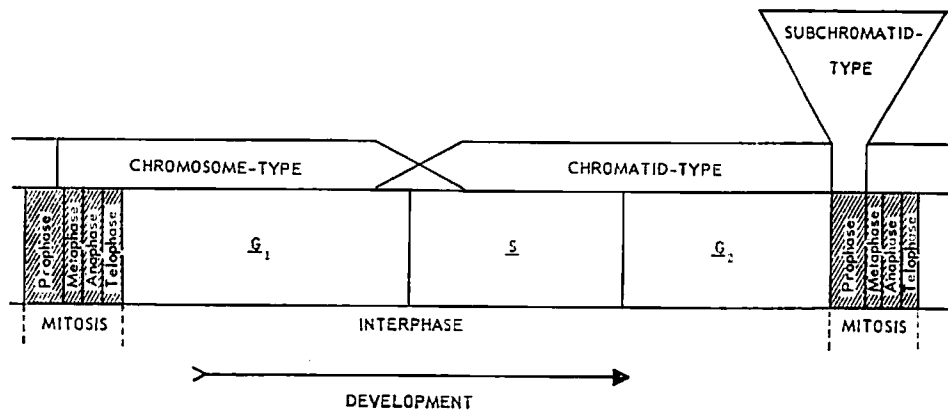 SUBCHROMATID-
TYPE
CHROMOSOME-TYPE
CHROMATID-TYPE
Prophase
Metaphase
Anaphase
Telophase
G1
S
G2
Prophase
Metaphase
Anaphase
Telophase
MITOSIS
INTERPHASE
MITOSIS
DEVELOPMENT